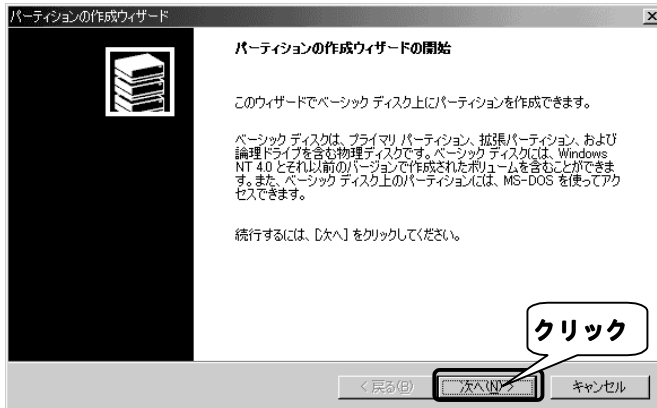 パーティションの作成ウィザード
パーティションの作成ウィザードの開始
このウィザードでベーシック ディスク上にパーティションを作成できます。
ベーシック ディスクは、プライマリ パーティション、拡張パーティション、および
論理ドライブを含む物理ディスクです。ベーシック ディスクには、Windows
NT 4.0 とそれ以前のバージョンで作成されたボリュームを含むことができま
す。また、ベーシック ディスク上のパーティションには、MS-DOS を使ってアク
セスできます。
続行するには、[次へ] をクリックしてください。
クリック
< 戻る(B)
次へ(N) >
キャンセル